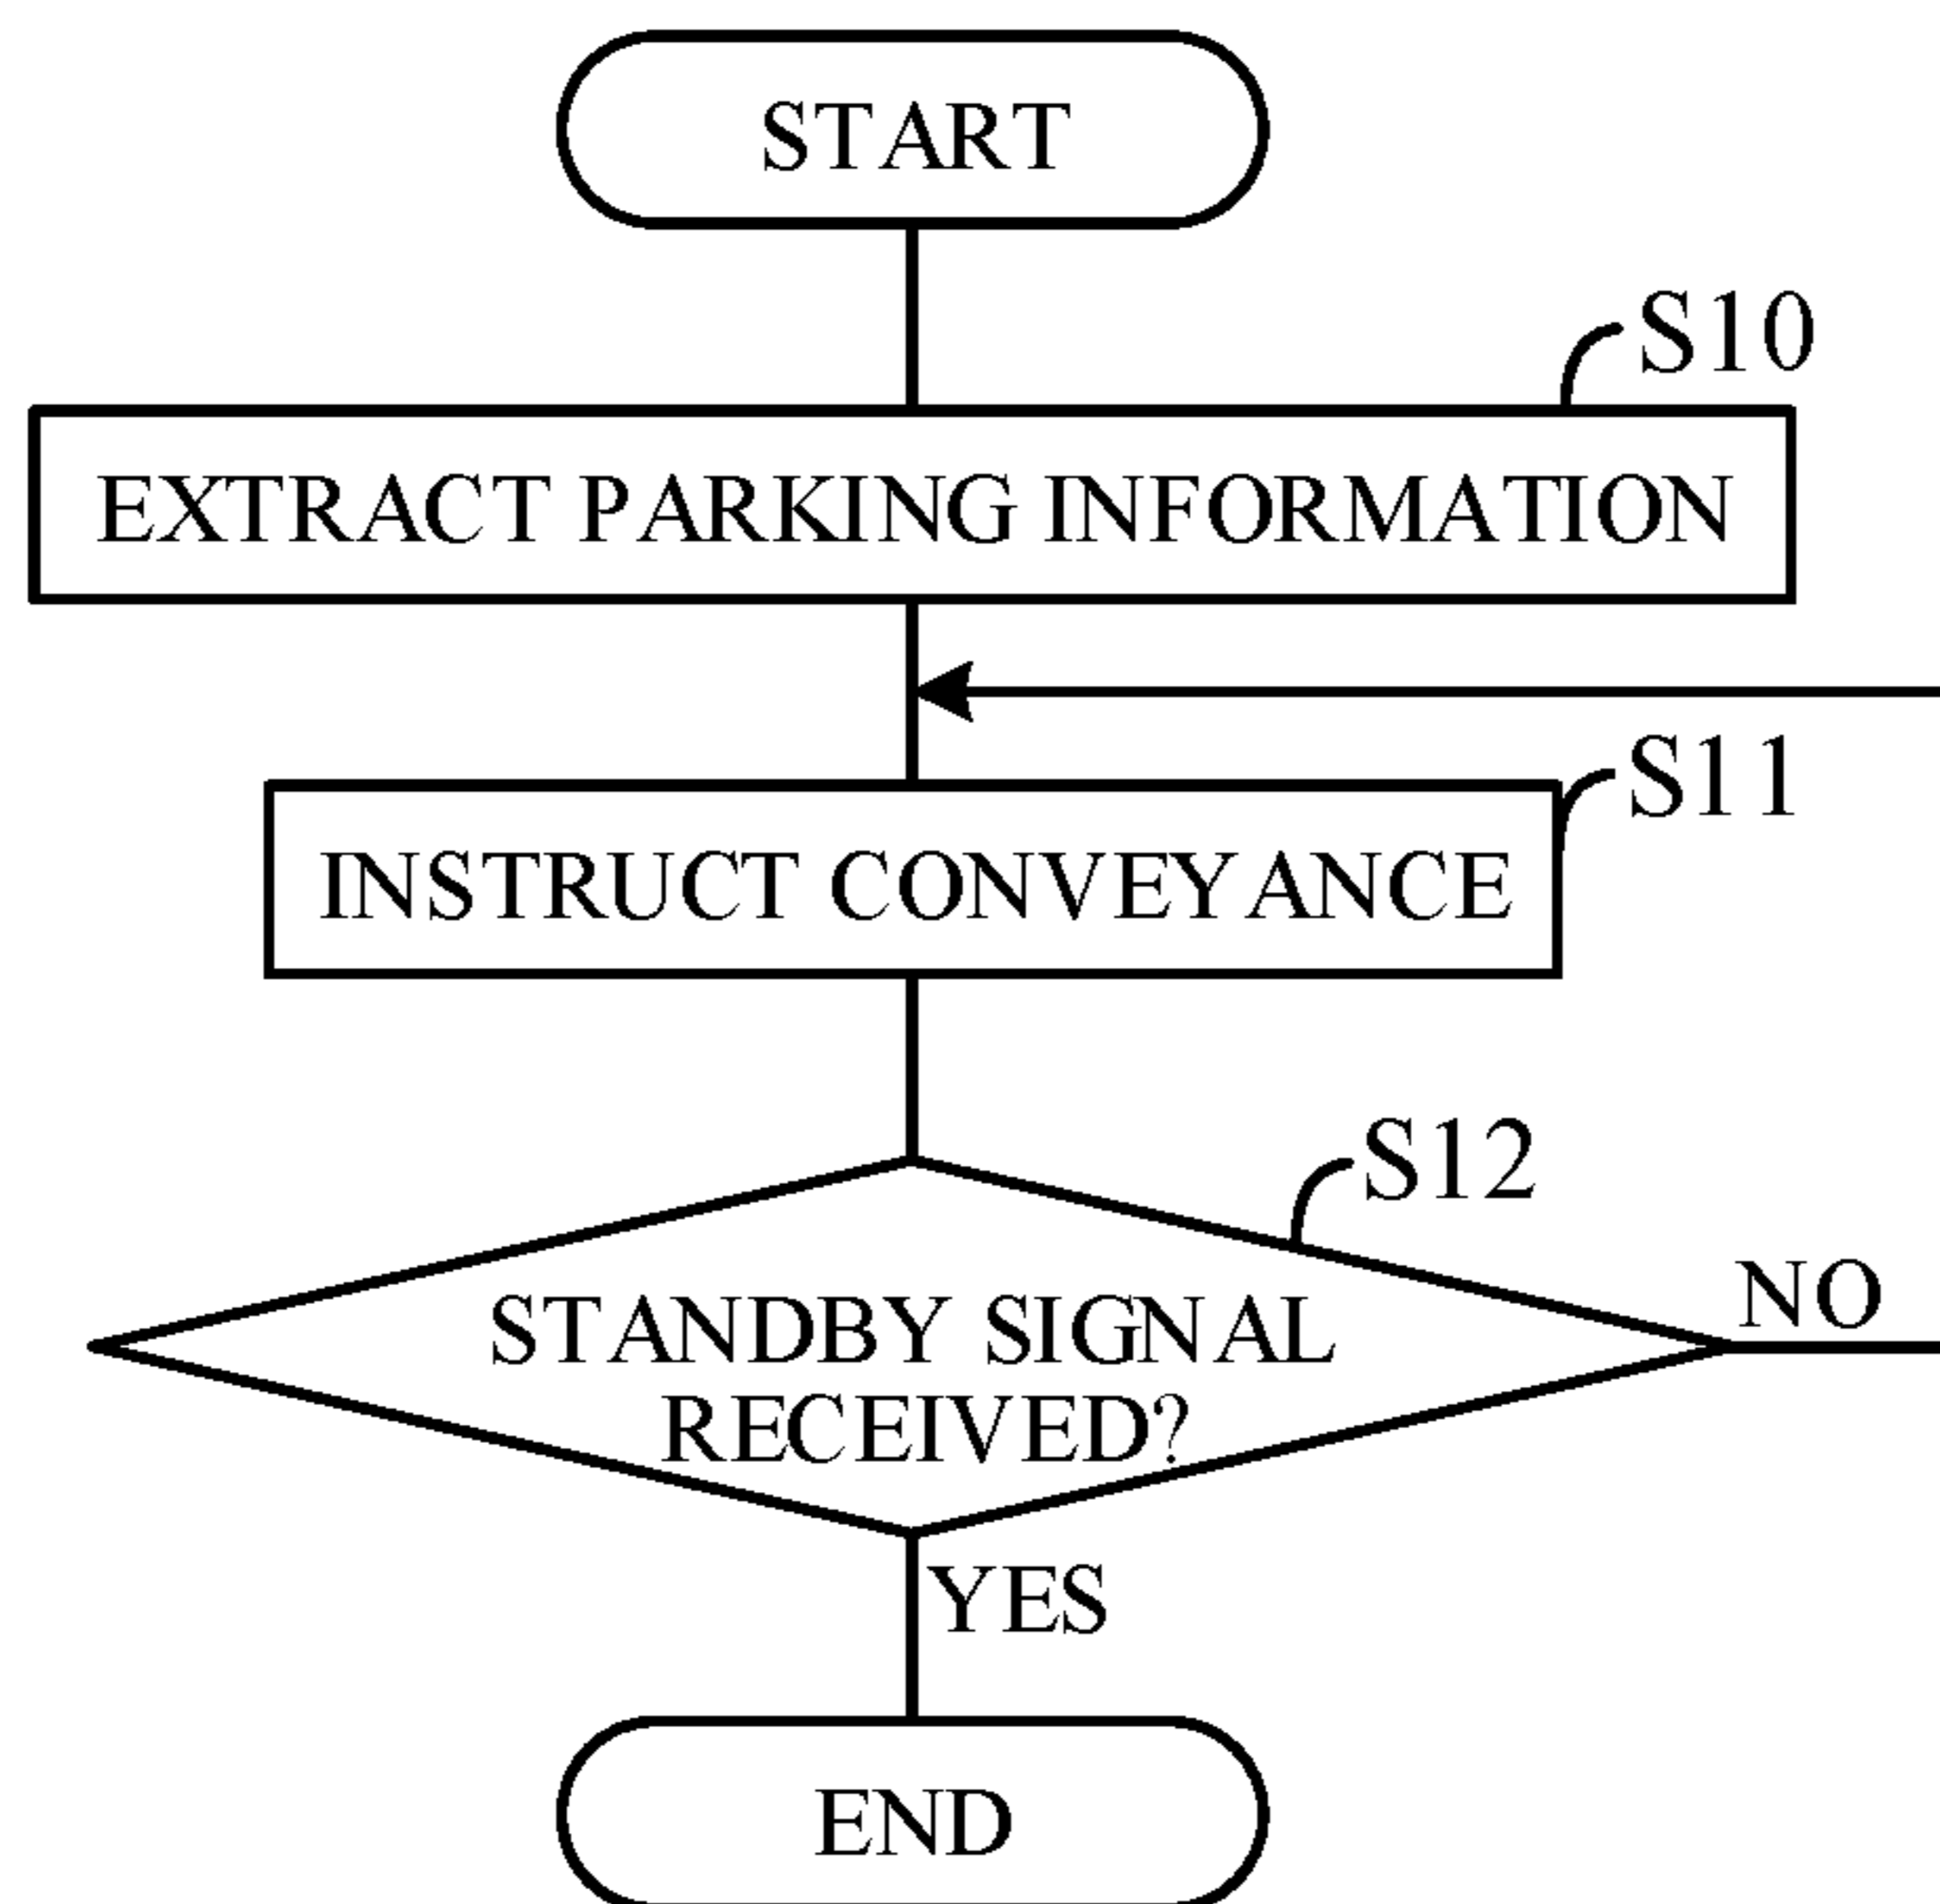 START
S10
EXTRACT PARKING INFORMATION
S11
INSTRUCT CONVEYANCE
S12
STANDBY SIGNAL
RECEIVED?
NO
YES
END